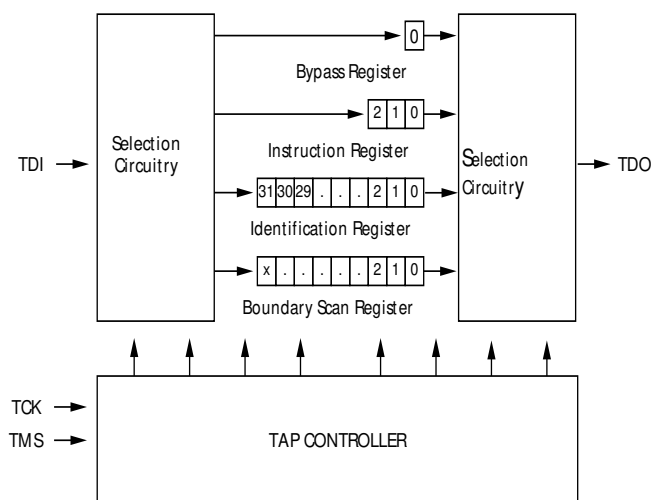 0
Bypass Register
2 1 0
Instruction Register
Selection
Circuitry
TDI
Selection
Circuitry
TDO
31 30 29 . . . 2 1 0
Identification Register
x . . . . . 2 1 0
Boundary Scan Register
TCK
TMS
TAP CONTROLLER